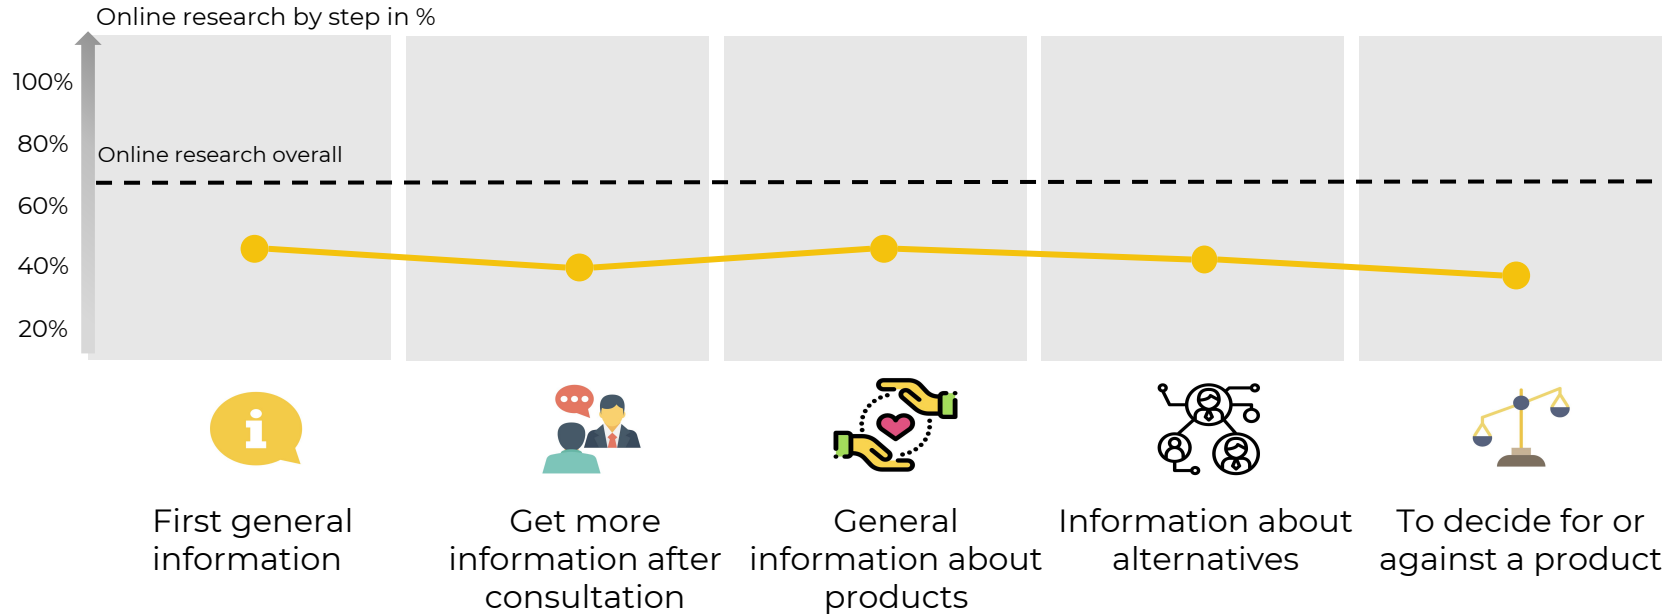 Online research by step in %
100%
80%
Online research overall
60%
40%
20%
i
First general
information
Get more
information after
consultation
General
information about
products
Information about
alternatives
To decide for or
against a product